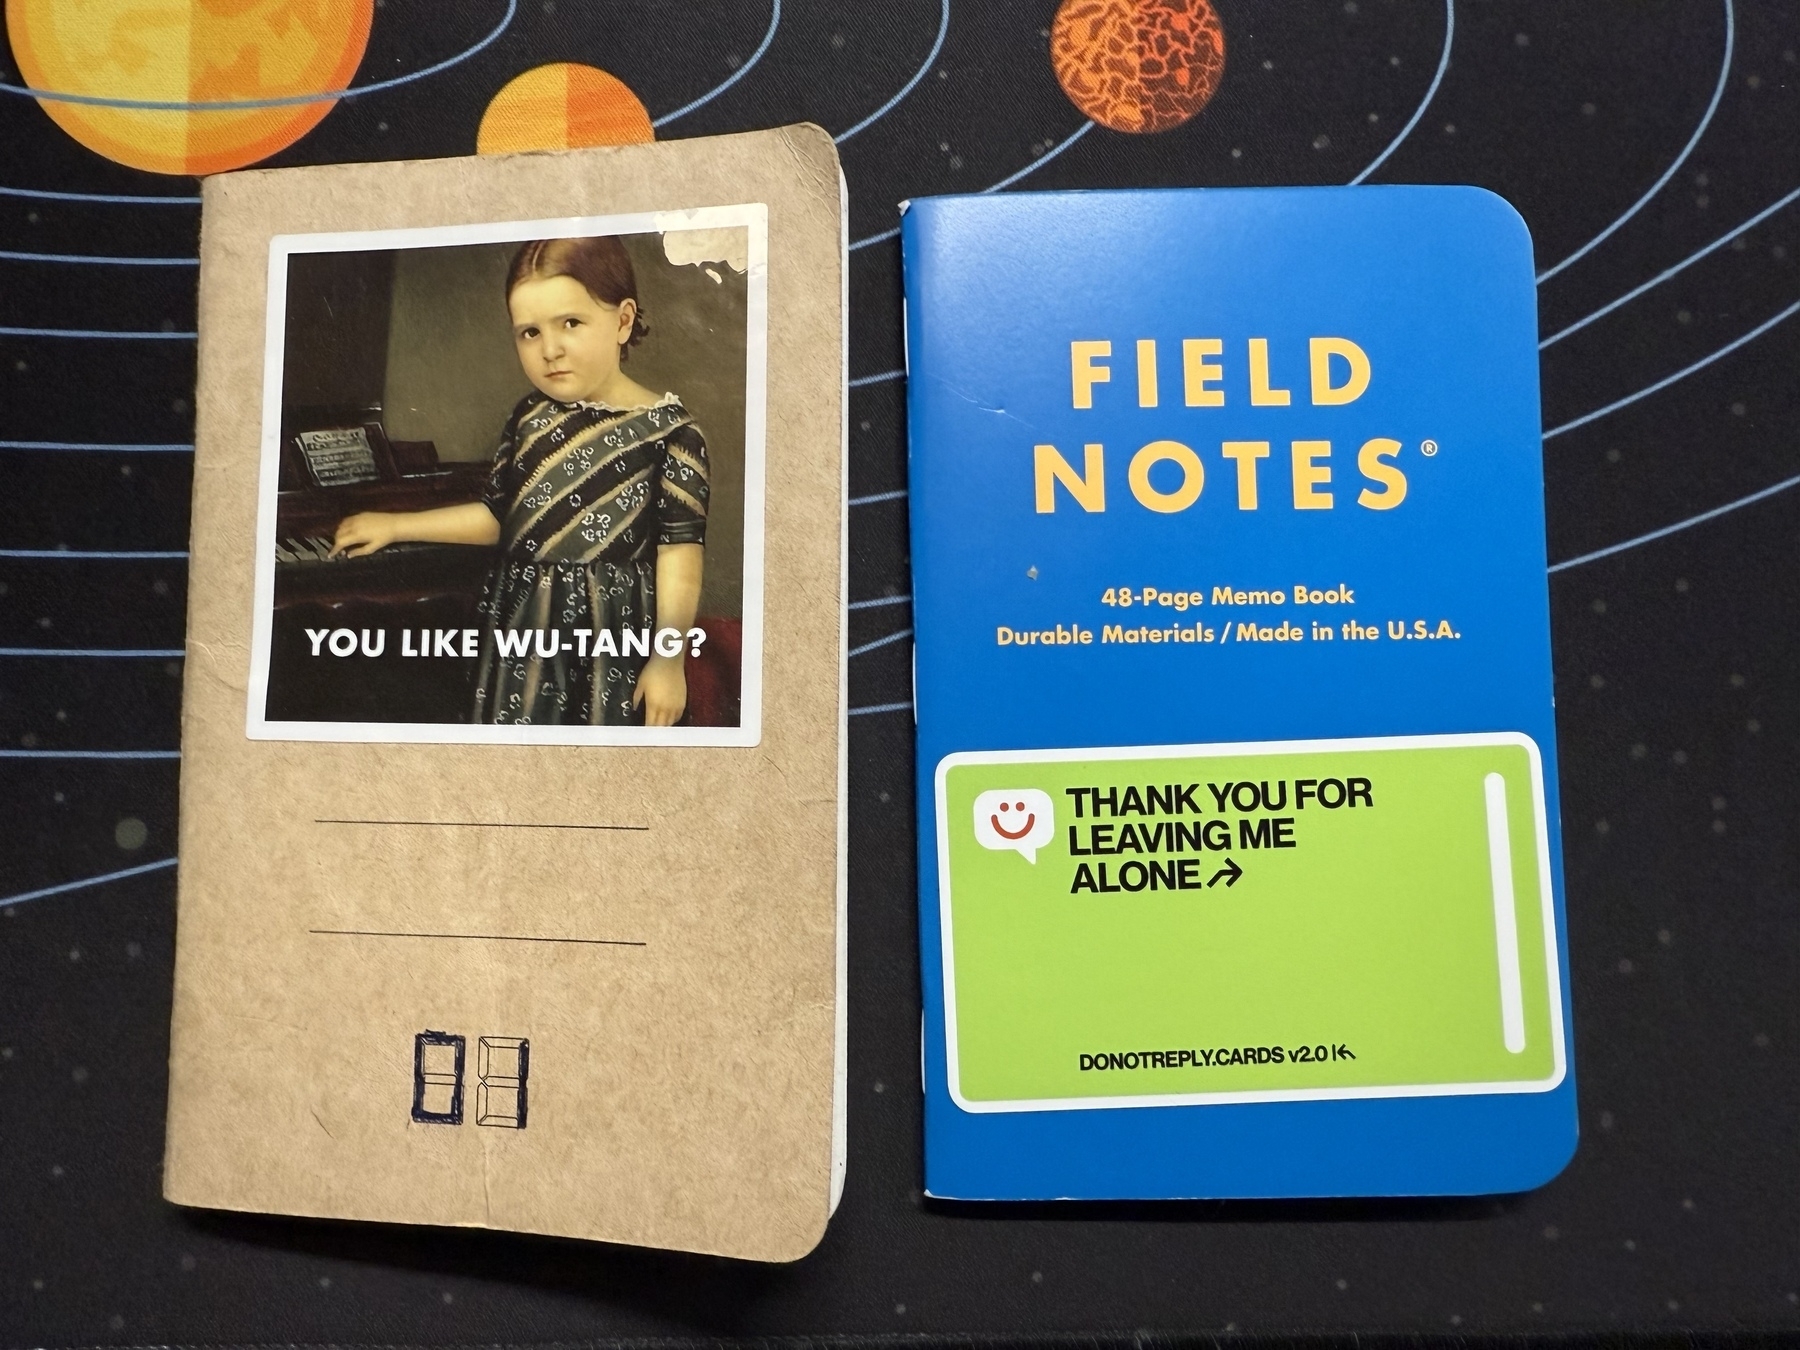 YOU LIKE WU-TANG?
01
FIELD
NOTES®
48-Page Memo Book
Durable Materials / Made in the U.S.A.
THANK YOU FOR
LEAVING ME
ALONE
DONOTREPLY.CARDS v2.0